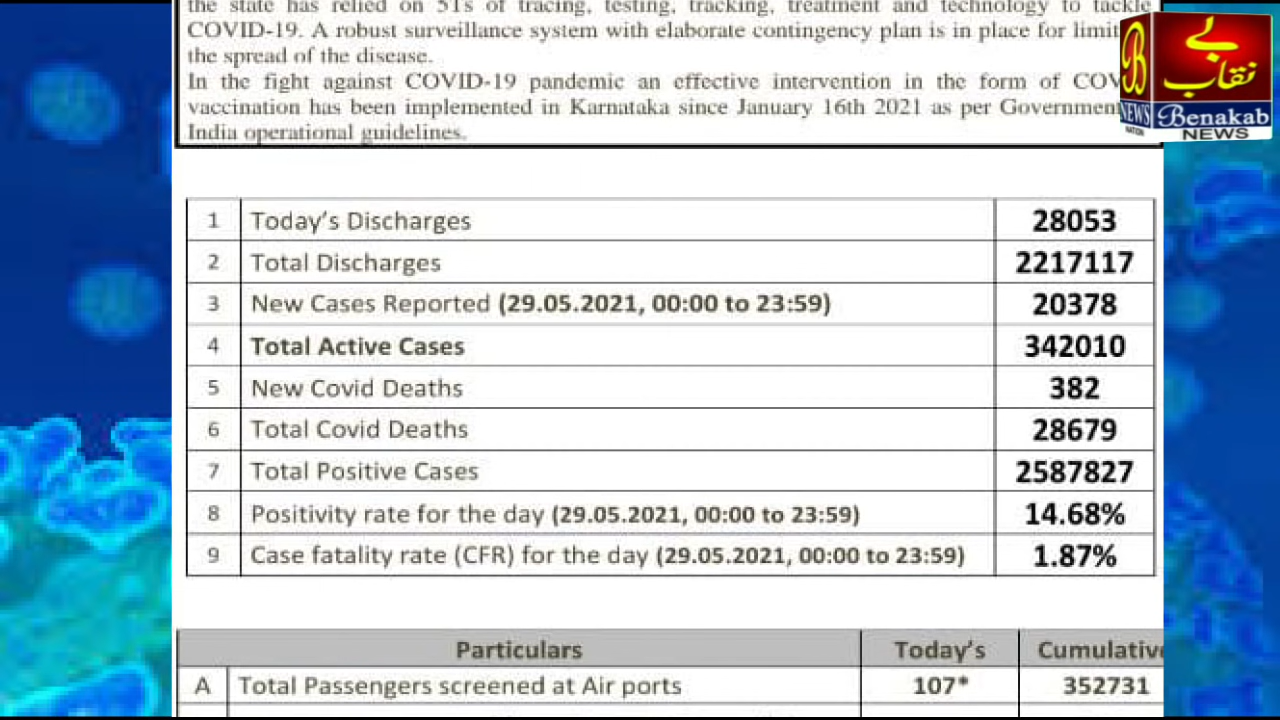 the state has relied on 5Ts of tracing, testing, tracking, treatment and technology to tackle
COVID-19. A robust surveillance system with elaborate contingency plan is in place for limit
the spread of the disease.
In the fight against COVID-19 pandemic an effective intervention in the form of COV
vaccination has been implemented in Karnataka since January 16th 2021 as per Government
India operational guidelines.
بے
نقاب
B
NEWS
NATION
Benakab
NEWS
1 Today's Discharges 28053
2 Total Discharges 2217117
3 New Cases Reported (29.05.2021, 00:00 to 23:59) 20378
4 Total Active Cases 342010
5 New Covid Deaths 382
6 Total Covid Deaths 28679
7 Total Positive Cases 2587827
8 Positivity rate for the day (29.05.2021, 00:00 to 23:59) 14.68%
9 Case fatality rate (CFR) for the day (29.05.2021, 00:00 to 23:59) 1.87%
Particulars Today's Cumulative
A Total Passengers screened at Air ports 107* 352731